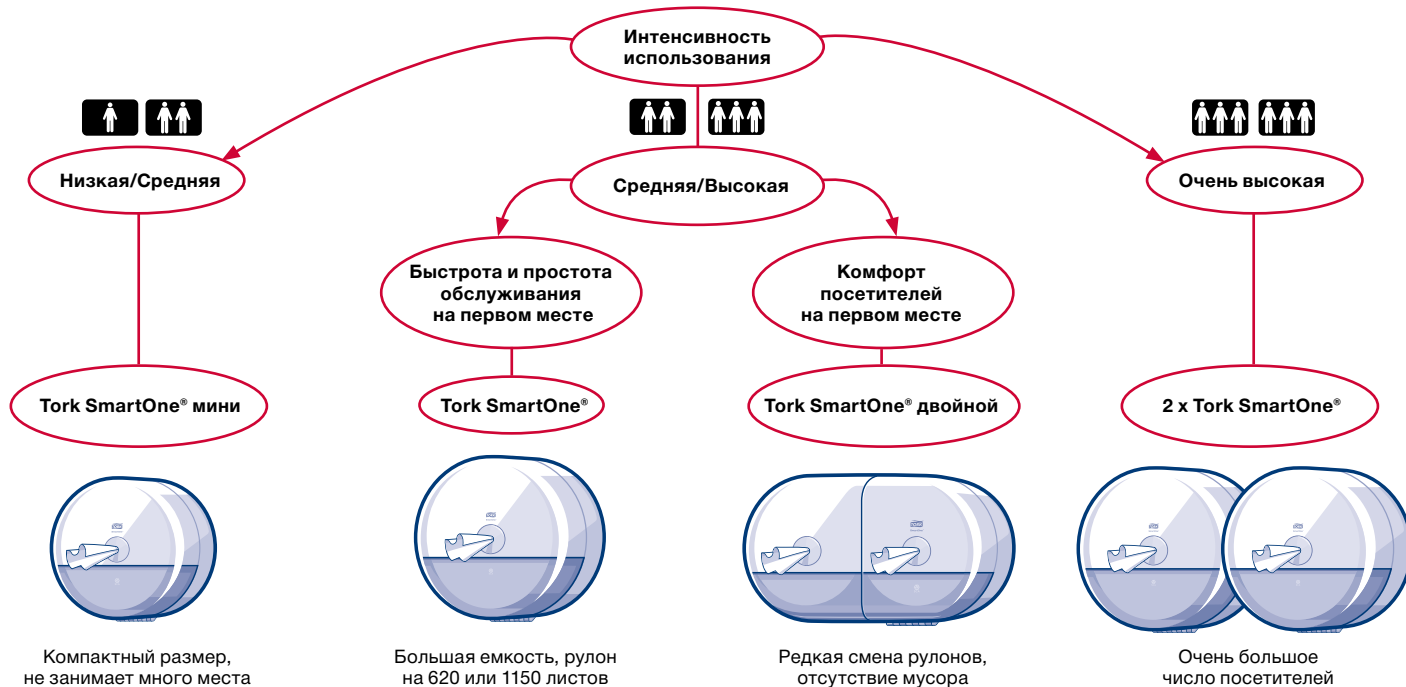 Интенсивность
использования
Низкая/Средняя
Средняя/Высокая
Очень высокая
Быстрота и простота
обслуживания
на первом месте
Комфорт
посетителей
на первом месте
Tork SmartOne® мини
Tork SmartOne®
Tork SmartOne® двойной
2 x Tork SmartOne®
Компактный размер,
не занимает много места
Большая емкость, рулон
на 620 или 1150 листов
Редкая смена рулонов,
отсутствие мусора
Очень большое
число посетителей